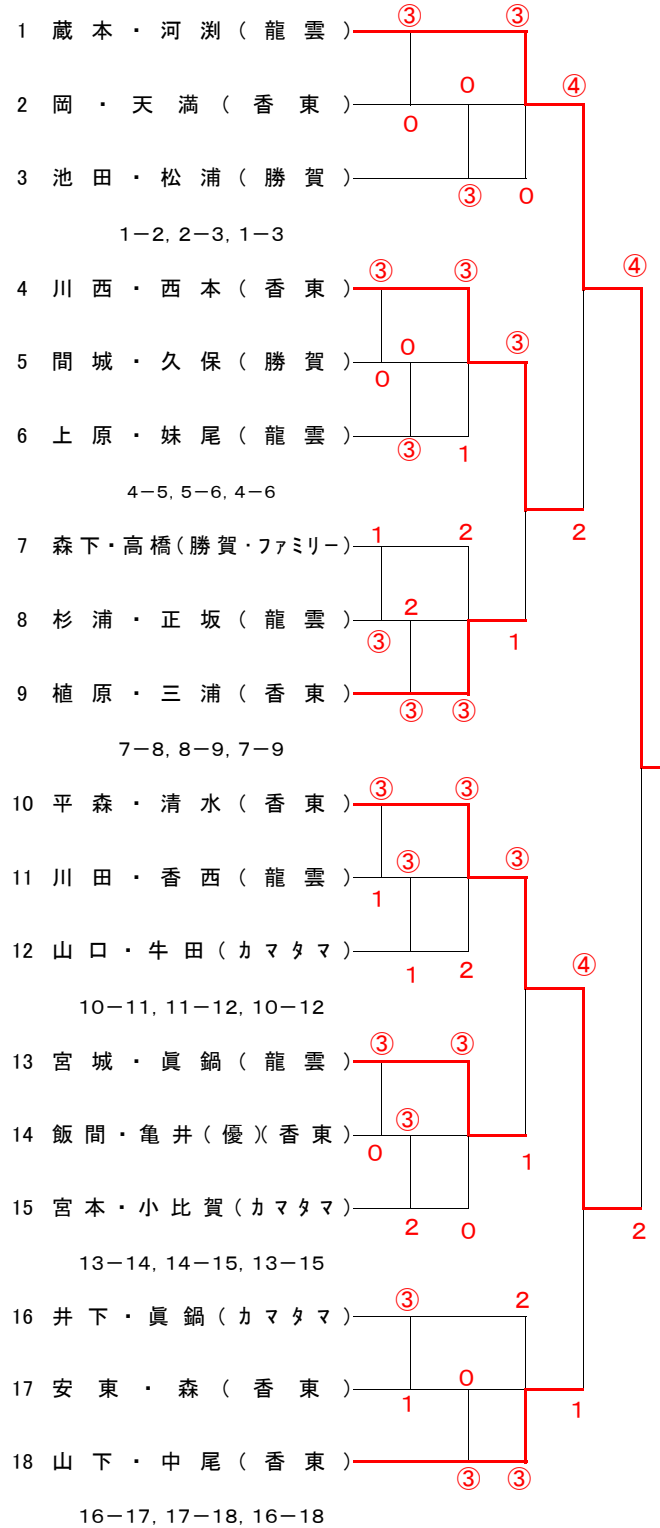 ③ ③
1 蔵本・河渕(龍雲)
0 ④
2 岡・天満(香東)
0
3 池田・松浦(勝賀)
③ 0
1－2, 2－3, 1－3
③ ③ ④
4 川西・西本(香東)
0 ③
5 間城・久保(勝賀)
0
6 上原・妹尾(龍雲)
③ 1
4－5, 5－6, 4－6
1 2 2
7 森下・高橋(勝賀・ファミリー)
2
8 杉浦・正坂(龍雲)
③ 1
9 植原・三浦(香東)
③ ③
7－8, 8－9, 7－9
③ ③
10 平森・清水(香東)
③ ③
11 川田・香西(龍雲)
1
12 山口・牛田(カマタマ)
1 2 ④
10－11, 11－12, 10－12
③ ③
13 宮城・眞鍋(龍雲)
③
14 飯間・亀井(優)(香東)
0 1
15 宮本・小比賀(カマタマ)
2 0 2
13－14, 14－15, 13－15
③ 2
16 井下・眞鍋(カマタマ)
0
17 安東・森(香東)
1 1
18 山下・中尾(香東)
③ ③
16－17, 17－18, 16－18